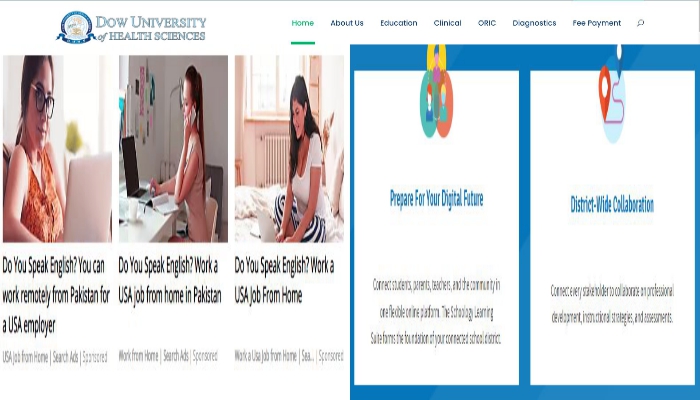 DOW UNIVERSITY
of HEALTH SCIENCES
Home About Us Education Clinical ORIC Diagnostics Fee Payment
Do You Speak English? You can
work remotely from Pakistan for
a USA employer
USA Job from Home | Search Ads | Sponsored
Do You Speak English? Work a
USA job from home in Pakistan
Work from Home | Search Ads | Sponsored
Do You Speak English? Work a
USA Job From Home
Work a Usa Job from Home | Sea... | Sponsored
Prepare For Your Digital Future
Connect students, parents, teachers, and the community in
one flexible online platform. The Schoology Learning
Suite forms the foundation of your connected school district.
District-Wide Collaboration
Connect every stakeholder to collaborate on professional
development, instructional strategies, and assessments.